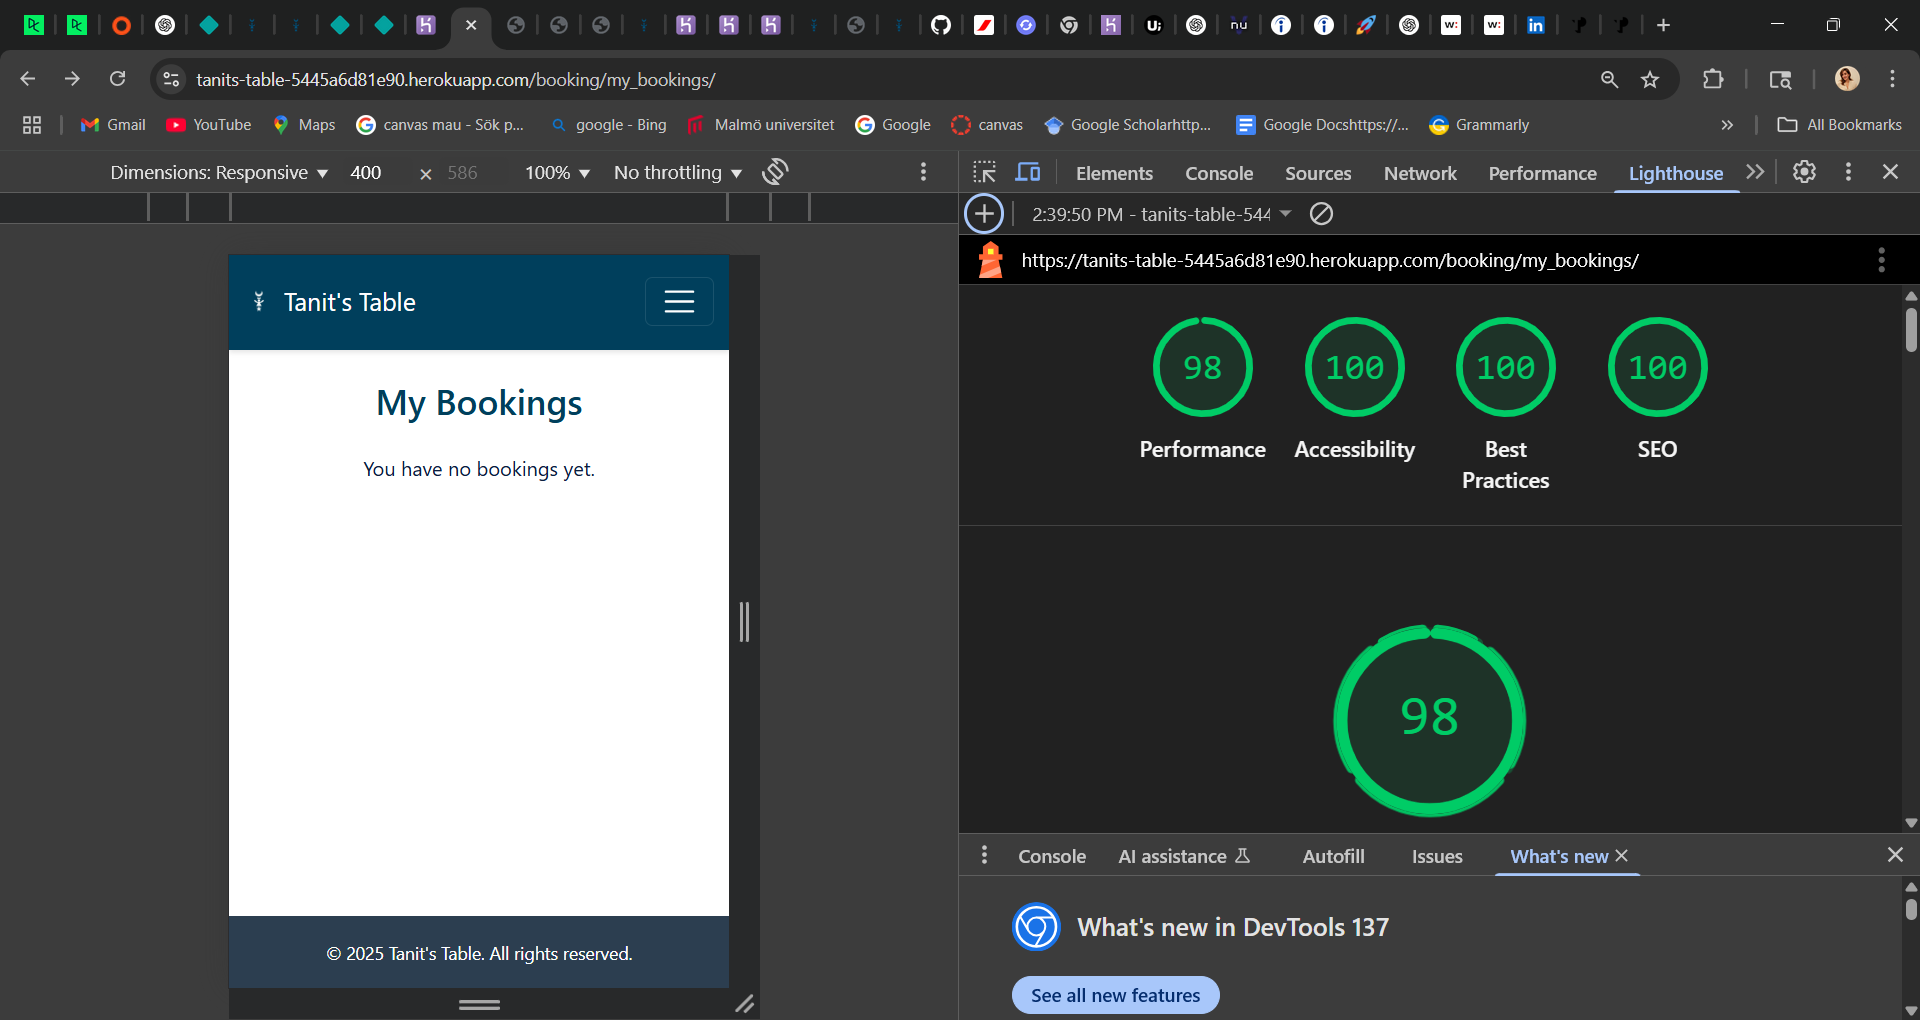 tanits-table-5445a6d81e90.herokuapp.com/booking/my_bookings/
Gmail YouTube Maps canvas mau - Sök p... google - Bing Malmö universitet Google canvas Google Scholarhttp... Google Docshttps://... Grammarly » All Bookmarks
Dimensions: Responsive ▼ 400 × 586 100% ▼ No throttling ▼
Elements Console Sources Network Performance Lighthouse
2:39:50 PM - tanits-table-544
https://tanits-table-5445a6d81e90.herokuapp.com/booking/my_bookings/
Tanit's Table
My Bookings
You have no bookings yet.
© 2025 Tanit's Table. All rights reserved.
98 100 100 100
Performance Accessibility Best Practices SEO
98
Console AI assistance Autofill Issues What's new
What's new in DevTools 137
See all new features